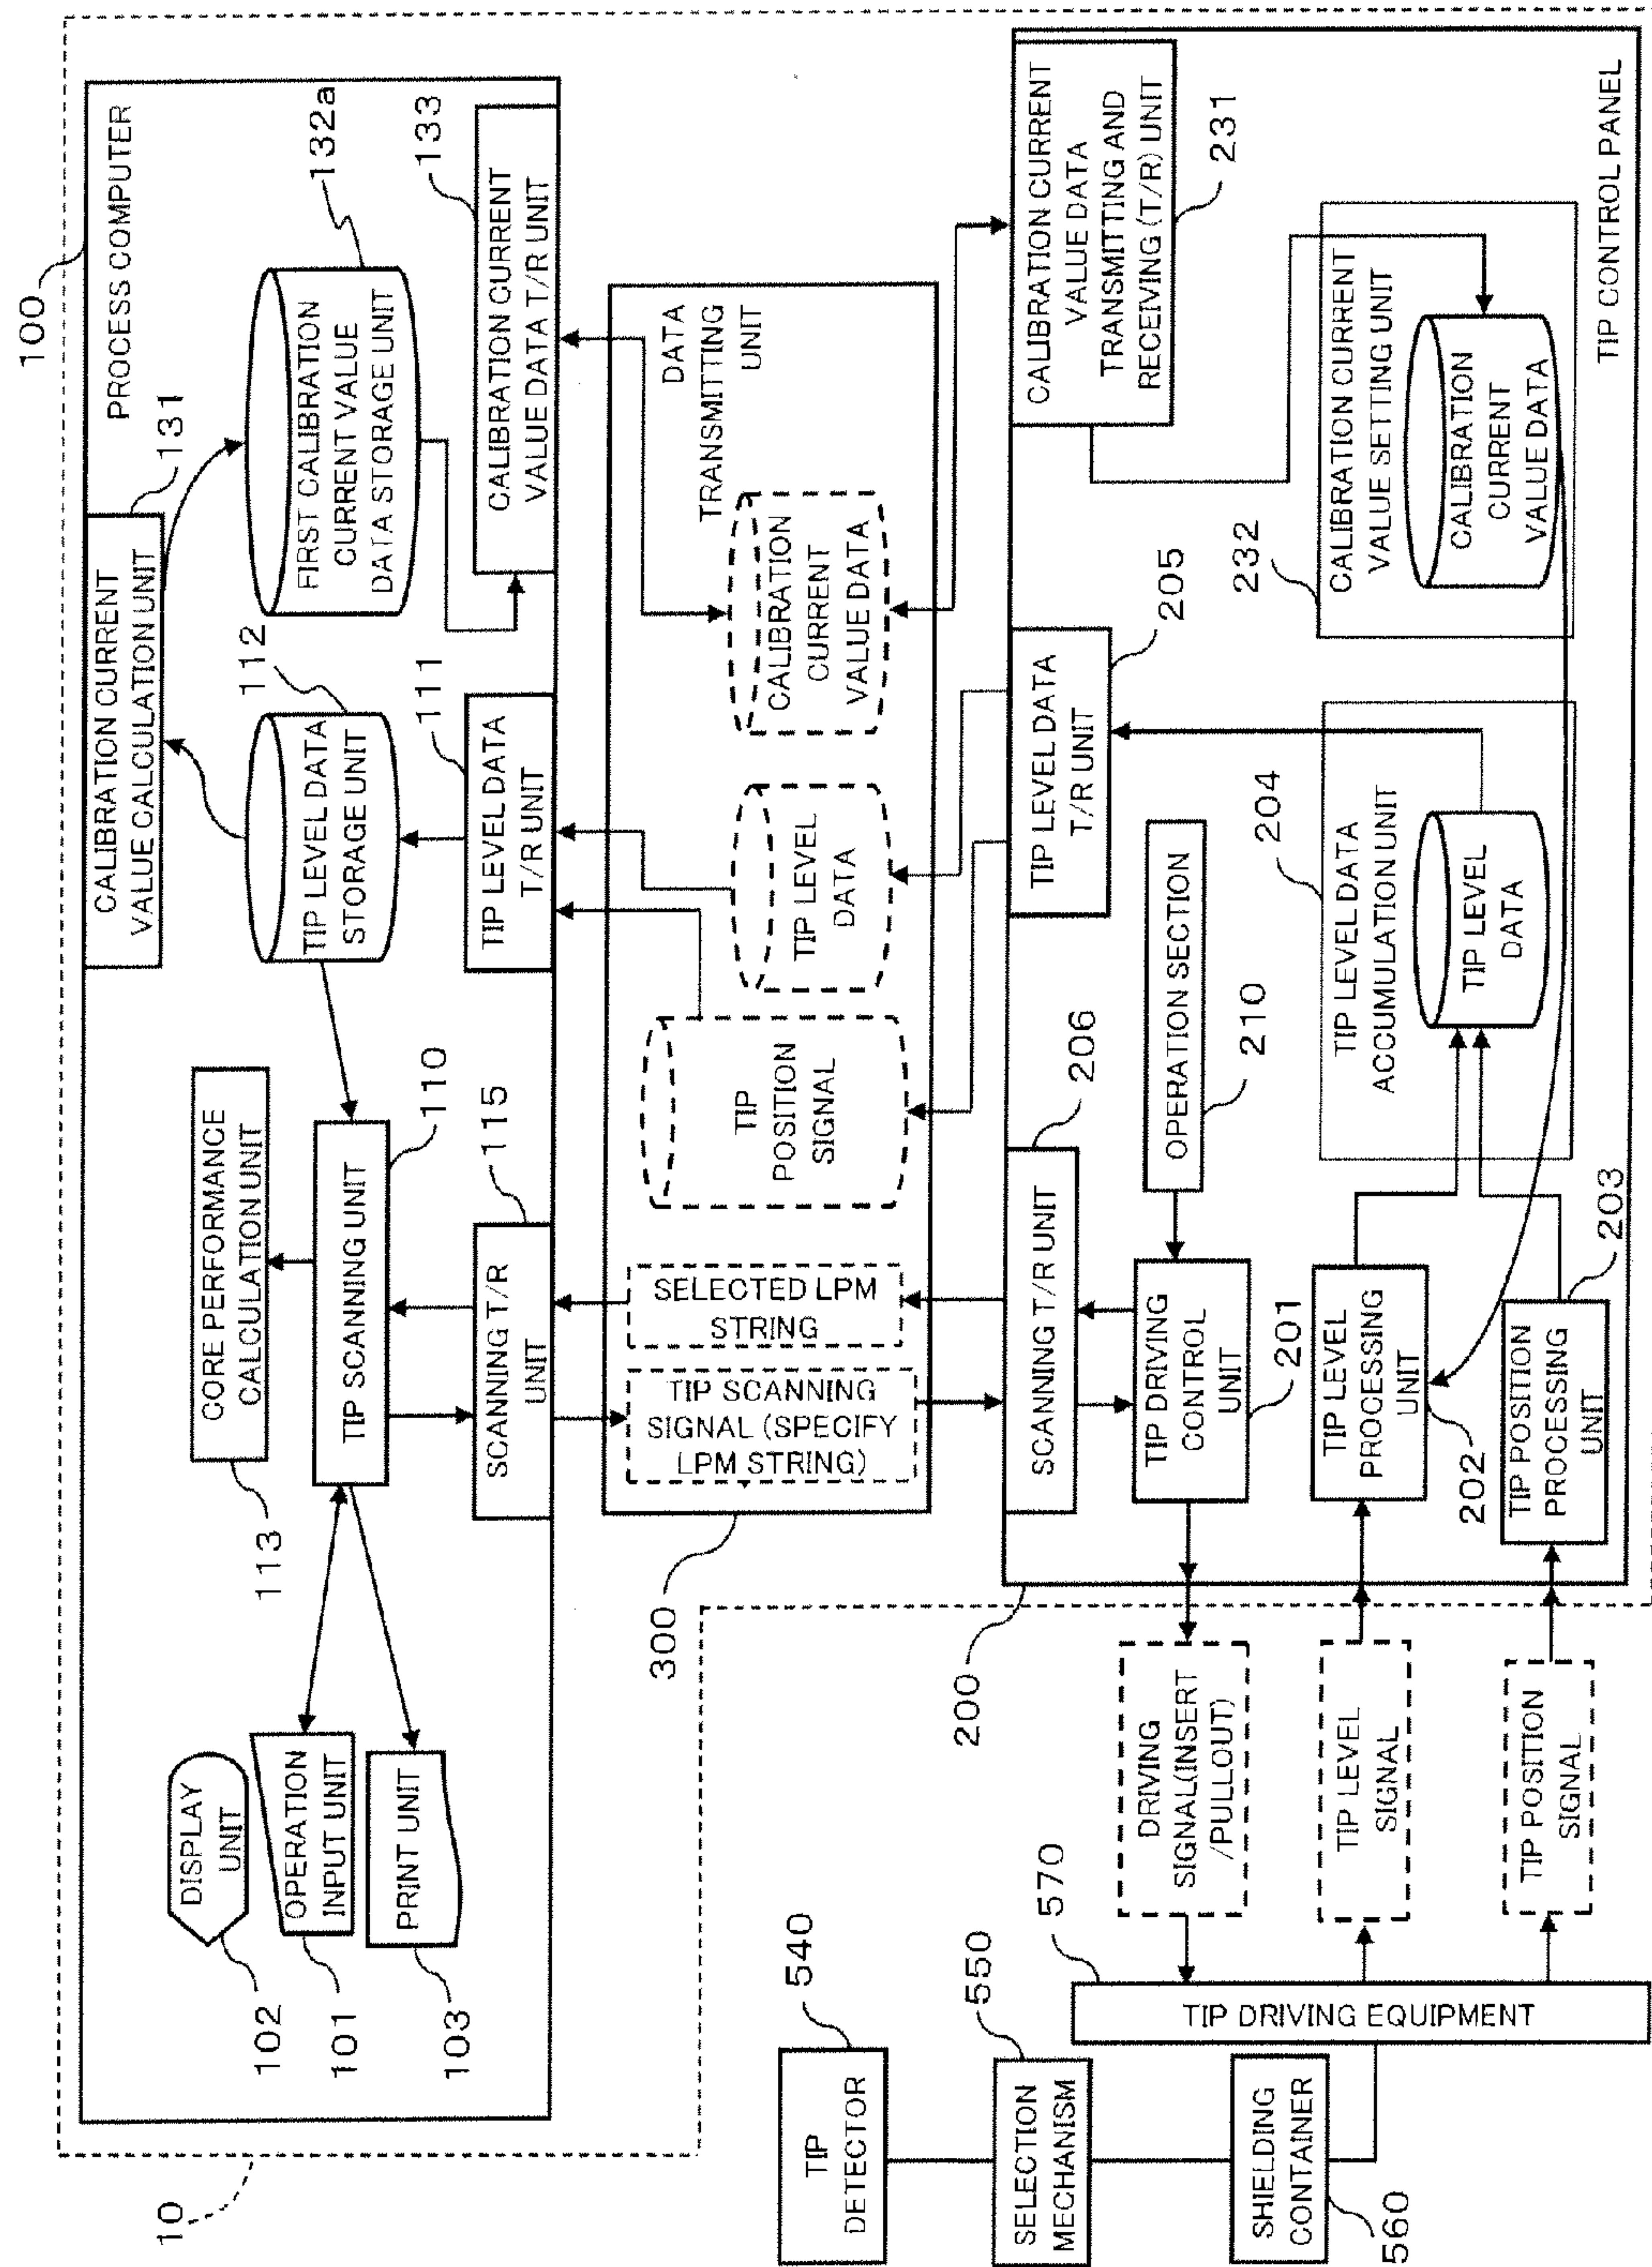 10
100
PROCESS COMPUTER
DISPLAY
UNIT
102
OPERATION
INPUT UNIT
101
PRINT UNIT
103
CORE PERFORMANCE
CALCULATION UNIT
113
TIP SCANNING UNIT
110
SCANNING T/R
UNIT
115
CALIBRATION CURRENT
VALUE CALCULATION UNIT
131
TIP LEVEL DATA
STORAGE UNIT
112
TIP LEVEL DATA
T/R UNIT
111
FIRST CALIBRATION
CURRENT VALUE
DATA STORAGE UNIT
132a
CALIBRATION CURRENT
VALUE DATA T/R UNIT
133
300
DATA
TRANSMITTING
UNIT
TIP SCANNING
SIGNAL (SPECIFY
LPM STRING)
SELECTED LPM
STRING
TIP
POSITION
SIGNAL
TIP LEVEL
DATA
CALIBRATION
CURRENT
VALUE DATA
200
SCANNING T/R UNIT
206
TIP LEVEL DATA
T/R UNIT
205
CALIBRATION CURRENT
VALUE DATA
TRANSMITTING AND
RECEIVING (T/R) UNIT
231
OPERATION SECTION
210
TIP DRIVING
CONTROL
UNIT
201
TIP LEVEL
PROCESSING
UNIT
202
TIP POSITION
PROCESSING
UNIT
203
204
TIP LEVEL DATA
ACCUMULATION UNIT
TIP LEVEL
DATA
232
CALIBRATION CURRENT
VALUE SETTING UNIT
CALIBRATION
CURRENT
VALUE DATA
TIP CONTROL PANEL
DRIVING
SIGNAL(INSERT
/PULLOUT)
TIP LEVEL
SIGNAL
TIP POSITION
SIGNAL
TIP
DETECTOR
540
SELECTION
MECHANISM
550
SHIELDING
CONTAINER
560
TIP DRIVING EQUIPMENT
570